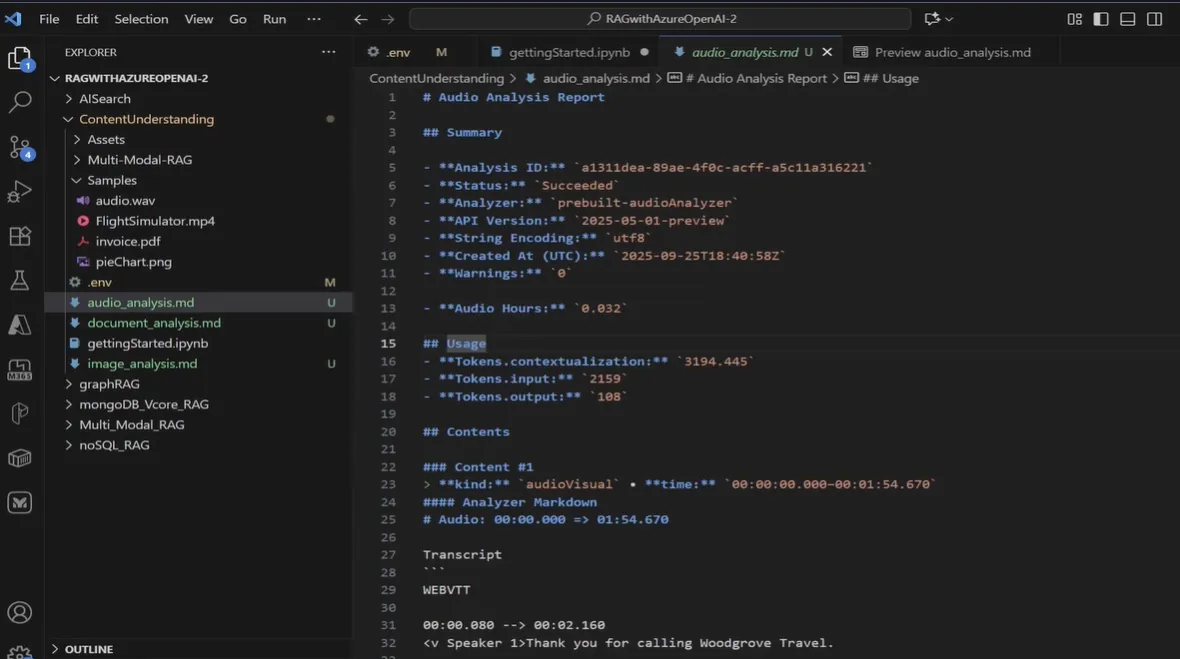 File Edit Selection View Go Run ··· RAGwithAzureOpenAI-2
EXPLORER ···
.env M gettingStarted.ipynb audio_analysis.md U Preview audio_analysis.md
ContentUnderstanding > audio_analysis.md > # Audio Analysis Report > ## Usage
1
4
M365
RAGWITHAZUREOPENAI-2
AISearch
ContentUnderstanding
Assets
Multi-Modal-RAG
Samples
audio.wav
FlightSimulator.mp4
invoice.pdf
pieChart.png
.env M
audio_analysis.md U
document_analysis.md U
gettingStarted.ipynb
image_analysis.md U
graphRAG
mongoDB_Vcore_RAG
Multi_Modal_RAG
noSQL_RAG
OUTLINE
1 # Audio Analysis Report
2
3 ## Summary
4
5 - **Analysis ID:** `a1311dea-89ae-4f0c-acff-a5c11a316221`
6 - **Status:** `Succeeded`
7 - **Analyzer:** `prebuilt-audioAnalyzer`
8 - **API Version:** `2025-05-01-preview`
9 - **String Encoding:** `utf8`
10 - **Created At (UTC):** `2025-09-25T18:40:58Z`
11 - **Warnings:** `0`
12
13 - **Audio Hours:** `0.032`
14
15 ## Usage
16 - **Tokens.contextualization:** `3194.445`
17 - **Tokens.input:** `2159`
18 - **Tokens.output:** `108`
19
20 ## Contents
21
22 ### Content #1
23 > **kind:** `audioVisual` • **time:** `00:00:00.000–00:01:54.670`
24 #### Analyzer Markdown
25 # Audio: 00:00.000 => 01:54.670
26
27 Transcript
28 ```
29 WEBVTT
30
31 00:00.080 --> 00:02.160
32 <v Speaker 1>Thank you for calling Woodgrove Travel.